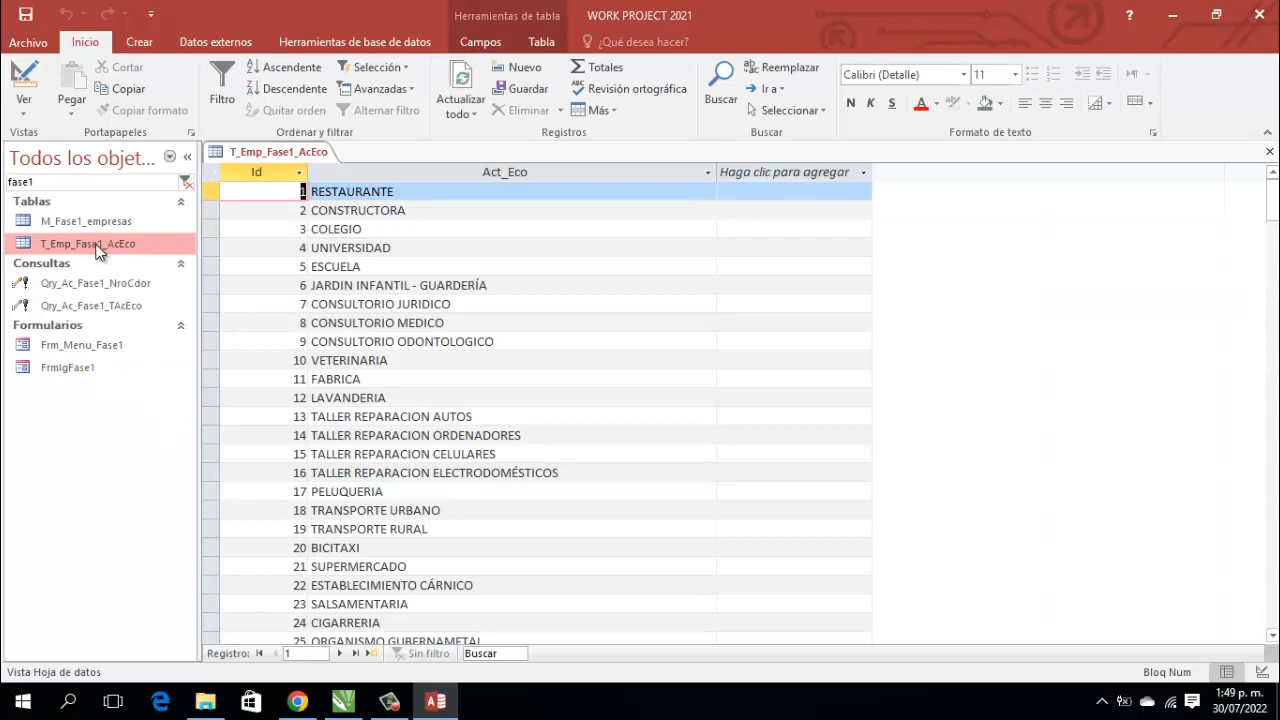 Herramientas de tabla
WORK PROJECT 2021
?
Archivo
Inicio
Crear
Datos externos
Herramientas de base de datos
Campos
Tabla
¿Qué desea hacer?
Ver
Vistas
Pegar
Cortar
Copiar
Copiar formato
Portapapeles
Filtro
Ascendente
Descendente
Quitar orden
Selección
Avanzadas
Alternar filtro
Ordenar y filtrar
Actualizar
todo
Nuevo
Guardar
Eliminar
Totales
Revisión ortográfica
Más
Registros
Buscar
Reemplazar
Ir a
Seleccionar
Buscar
Calibri (Detalle)
11
N K S
Formato de texto
Todos los objet...
fase1
Tablas
M_Fase1_empresas
T_Emp_Fase1_AcEco
Consultas
Qry_Ac_Fase1_NroCdor
Qry_Ac_Fase1_TAcEco
Formularios
Frm_Menu_Fase1
FrmIgFase1
T_Emp_Fase1_AcEco
Id Act_Eco Haga clic para agregar
1 RESTAURANTE
2 CONSTRUCTORA
3 COLEGIO
4 UNIVERSIDAD
5 ESCUELA
6 JARDIN INFANTIL - GUARDERÍA
7 CONSULTORIO JURIDICO
8 CONSULTORIO MEDICO
9 CONSULTORIO ODONTOLOGICO
10 VETERINARIA
11 FABRICA
12 LAVANDERIA
13 TALLER REPARACION AUTOS
14 TALLER REPARACION ORDENADORES
15 TALLER REPARACION CELULARES
16 TALLER REPARACION ELECTRODOMÉSTICOS
17 PELUQUERIA
18 TRANSPORTE URBANO
19 TRANSPORTE RURAL
20 BICITAXI
21 SUPERMERCADO
22 ESTABLECIMIENTO CÁRNICO
23 SALSAMENTARIA
24 CIGARRERIA
25 ORGANISMO GUBERNAMETAL
Registro: 1 Sin filtro Buscar
Vista Hoja de datos
Bloq Num
1:49 p. m.
30/07/2022